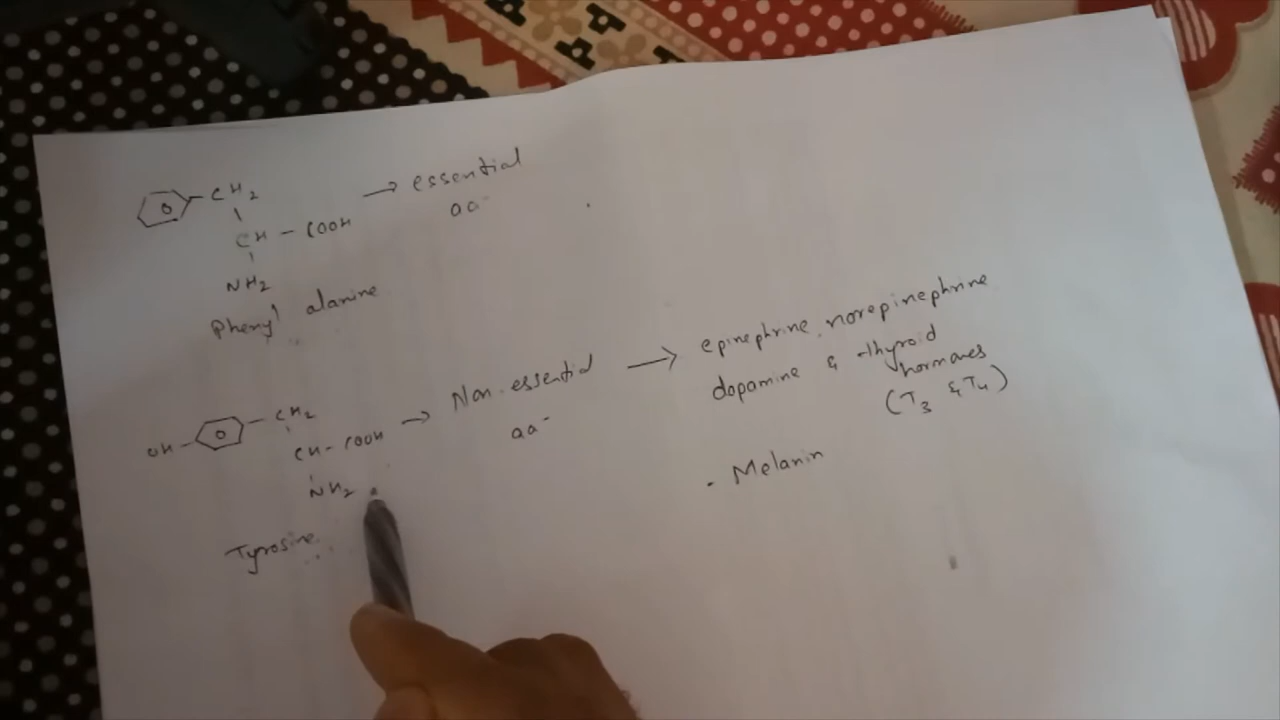 CH2 → essential
aa-
CH - COOH
NH2
Phenyl alanine
OH CH2 → Non-essential → epinephrine, norepinephrine
dopamine & thyroid
hormones
(T3 & T4)
CH - COOH aa-
NH2
- Melanin
Tyrosine